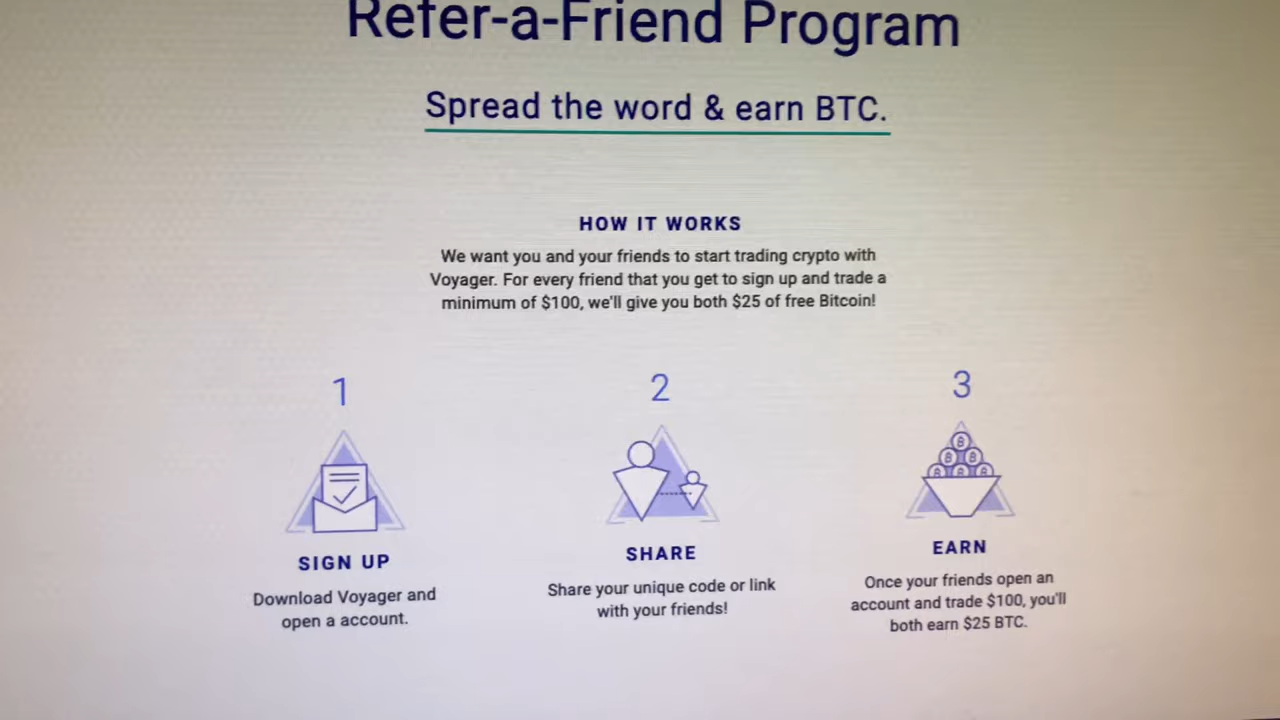 Refer-a-Friend Program
Spread the word & earn BTC.
HOW IT WORKS
We want you and your friends to start trading crypto with
Voyager. For every friend that you get to sign up and trade a
minimum of $100, we'll give you both $25 of free Bitcoin!
1
2
3
SIGN UP
Download Voyager and
open a account.
SHARE
Share your unique code or link
with your friends!
EARN
Once your friends open an
account and trade $100, you'll
both earn $25 BTC.